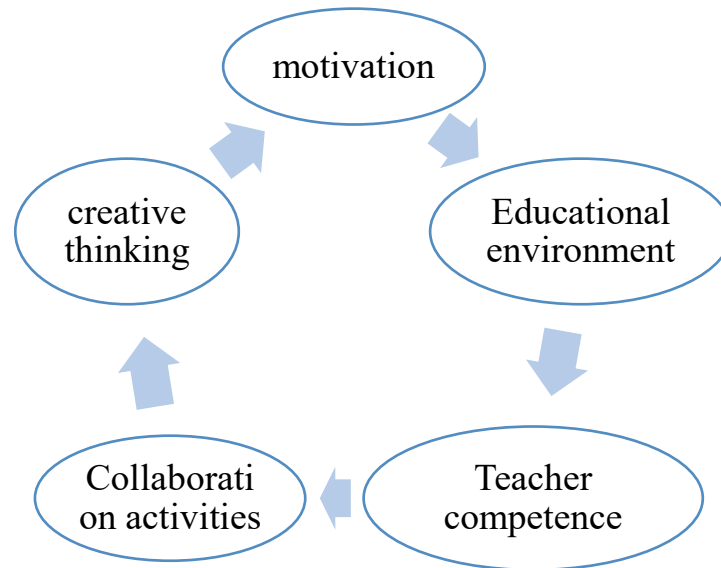 motivation
Educational
environment
Teacher
competence
Collaborati
on activities
creative
thinking